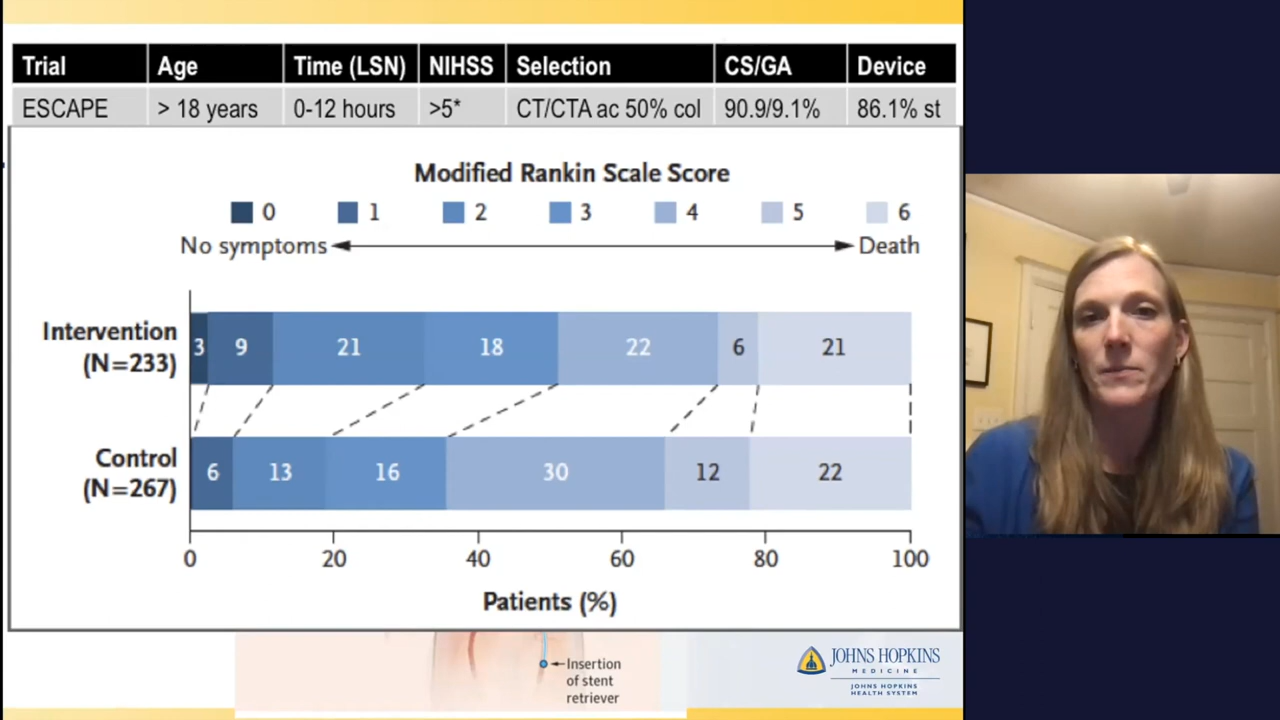 Trial Age Time (LSN) NIHSS Selection CS/GA Device
ESCAPE > 18 years 0-12 hours >5* CT/CTA ac 50% col 90.9/9.1% 86.1% st
Modified Rankin Scale Score
0 1 2 3 4 5 6
No symptoms Death
Intervention
(N=233)
3 9 21 18 22 6 21
Control
(N=267)
6 13 16 30 12 22
0 20 40 60 80 100
Patients (%)
Insertion
of stent
retriever
JOHNS HOPKINS
MEDICINE
JOHNS HOPKINS
HEALTH SYSTEM